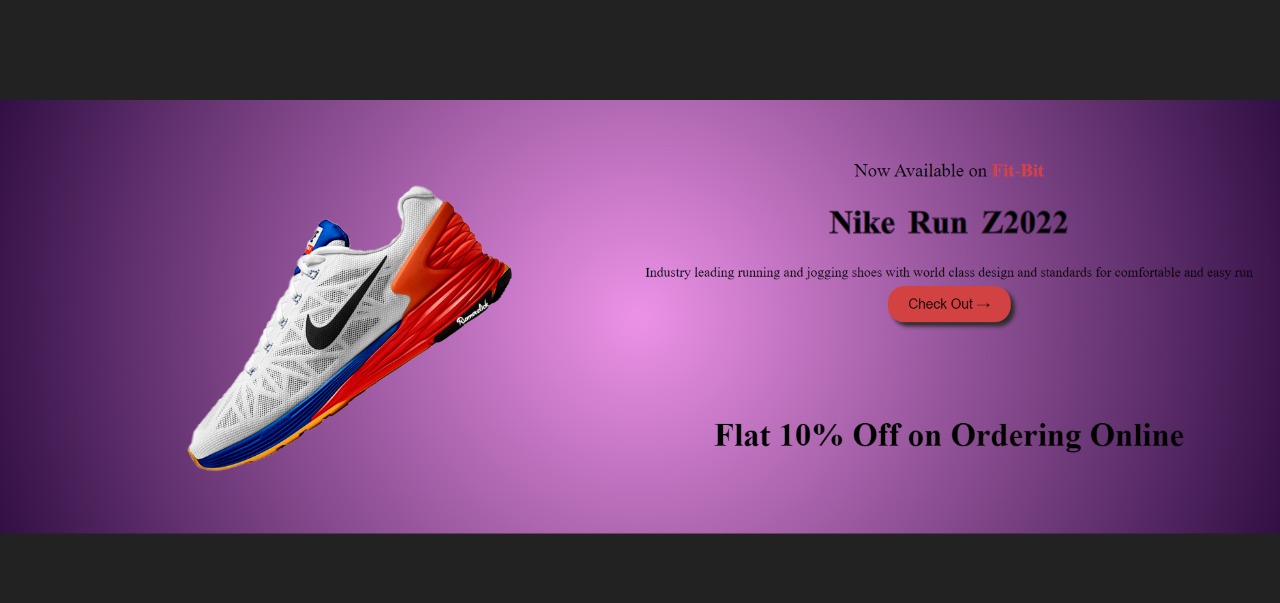 Now Available on Fit-Bit
Nike Run Z2022
Industry leading running and jogging shoes with world class design and standards for comfortable and easy run
Check Out →
Flat 10% Off on Ordering Online